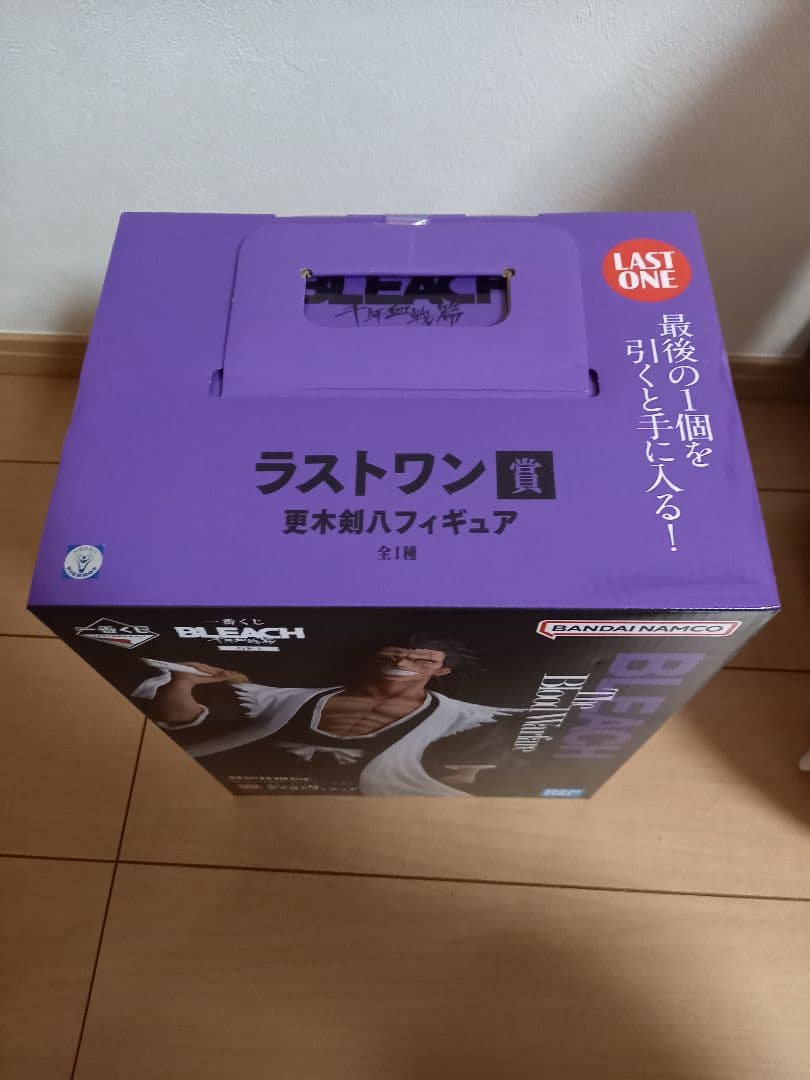 BLEACH
千年血戦篇
LAST
ONE
最後の1個を
引くと手に入る!
ラストワン賞
更木剣八フィギュア
全1種
一番くじ
BLEACH
BANDAI NAMCO
BLEACH
The
Blood Warfare